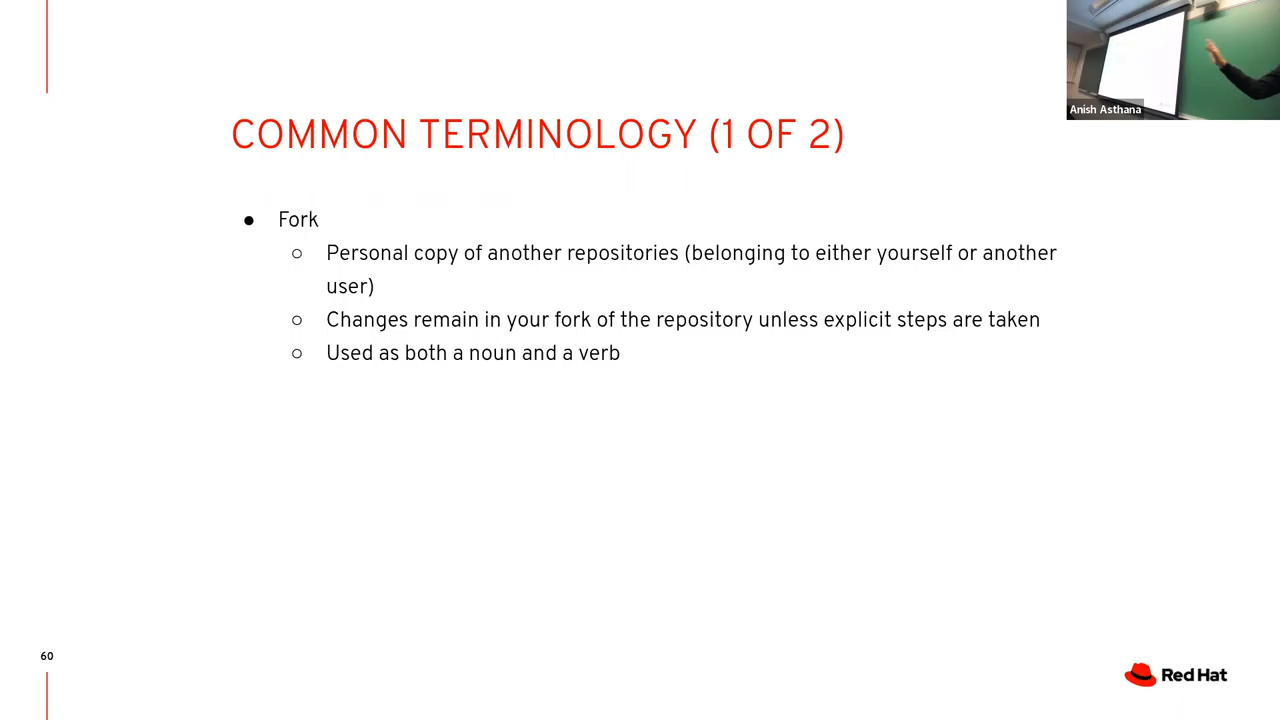 Anish Asthana
COMMON TERMINOLOGY (1 OF 2)
● Fork
○ Personal copy of another repositories (belonging to either yourself or another
user)
○ Changes remain in your fork of the repository unless explicit steps are taken
○ Used as both a noun and a verb
60
Red Hat